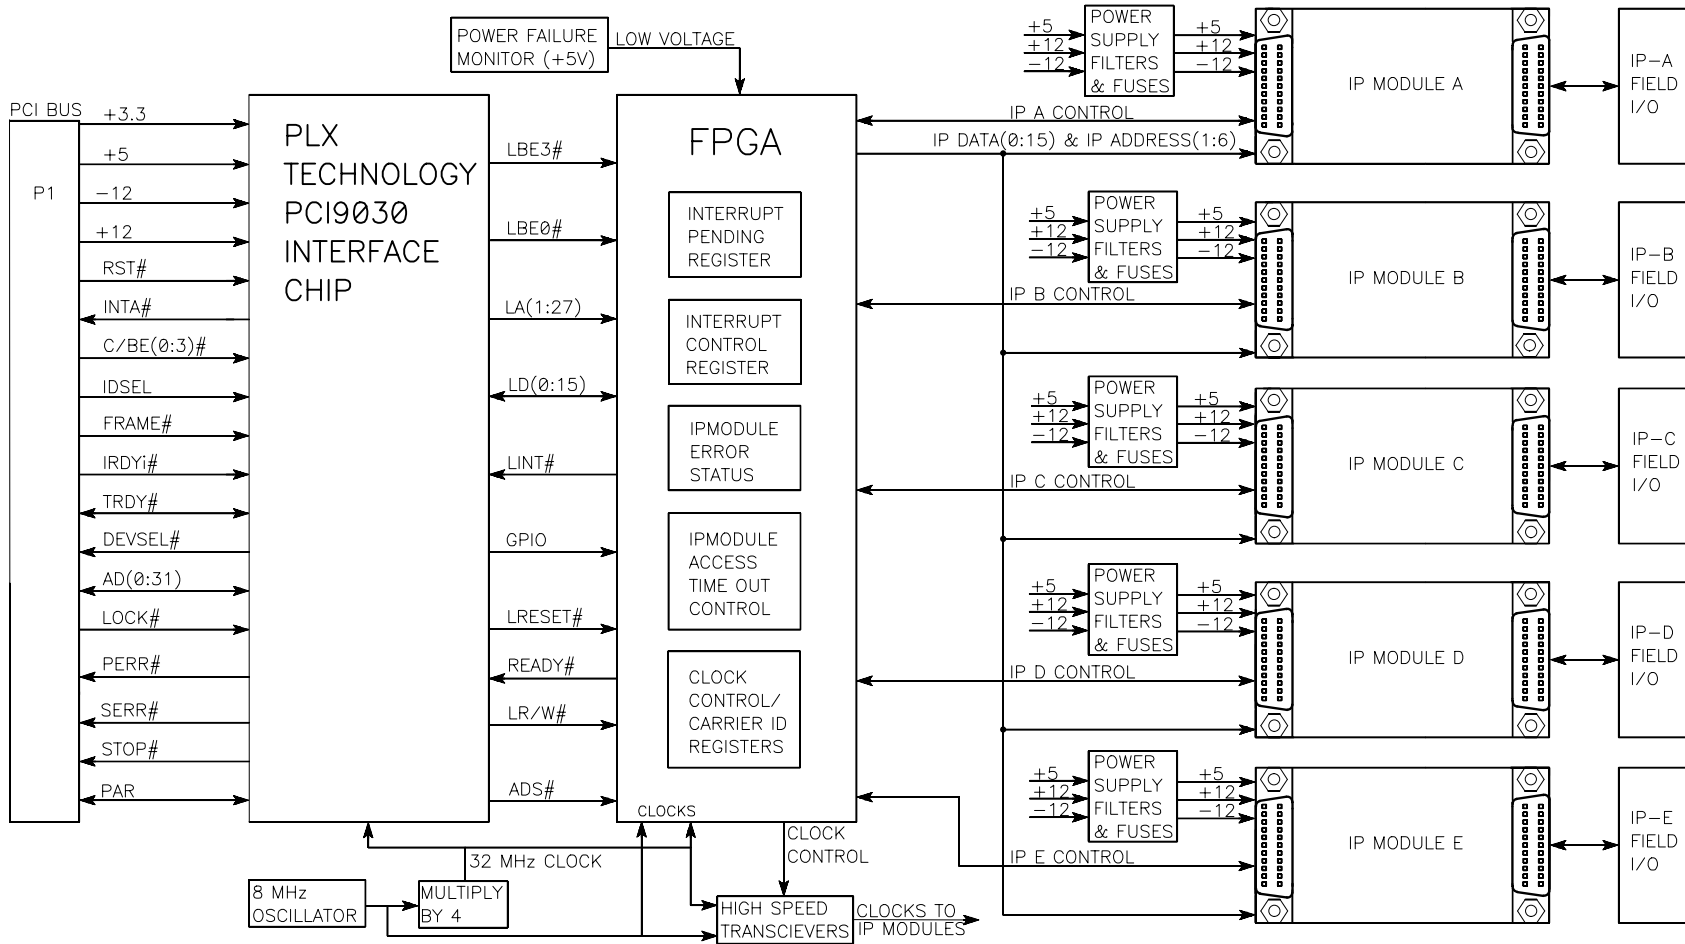 PCI BUS
P1
+3.3
+5
−12
+12
RST#
INTA#
C/BE(0:3)#
IDSEL
FRAME#
IRDYi#
TRDY#
DEVSEL#
AD(0:31)
LOCK#
PERR#
SERR#
STOP#
PAR
PLX
TECHNOLOGY
PCI9030
INTERFACE
CHIP
POWER FAILURE
MONITOR (+5V)
LOW VOLTAGE
LBE3#
LBE0#
LA(1:27)
LD(0:15)
LINT#
GPIO
LRESET#
READY#
LR/W#
ADS#
FPGA
INTERRUPT
PENDING
REGISTER
INTERRUPT
CONTROL
REGISTER
IPMODULE
ERROR
STATUS
IPMODULE
ACCESS
TIME OUT
CONTROL
CLOCK
CONTROL/
CARRIER ID
REGISTERS
CLOCKS
CLOCK
CONTROL
32 MHz CLOCK
8 MHz
OSCILLATOR
MULTIPLY
BY 4
HIGH SPEED
TRANSCIEVERS
CLOCKS TO
IP MODULES
+5
+12
−12
POWER
SUPPLY
FILTERS
& FUSES
+5
+12
−12
IP A CONTROL
IP DATA(0:15) & IP ADDRESS(1:6)
IP MODULE A
IP−A
FIELD
I/O
+5
+12
−12
POWER
SUPPLY
FILTERS
& FUSES
+5
+12
−12
IP B CONTROL
IP MODULE B
IP−B
FIELD
I/O
+5
+12
−12
POWER
SUPPLY
FILTERS
& FUSES
+5
+12
−12
IP C CONTROL
IP MODULE C
IP−C
FIELD
I/O
+5
+12
−12
POWER
SUPPLY
FILTERS
& FUSES
+5
+12
−12
IP D CONTROL
IP MODULE D
IP−D
FIELD
I/O
+5
+12
−12
POWER
SUPPLY
FILTERS
& FUSES
+5
+12
−12
IP E CONTROL
IP MODULE E
IP−E
FIELD
I/O